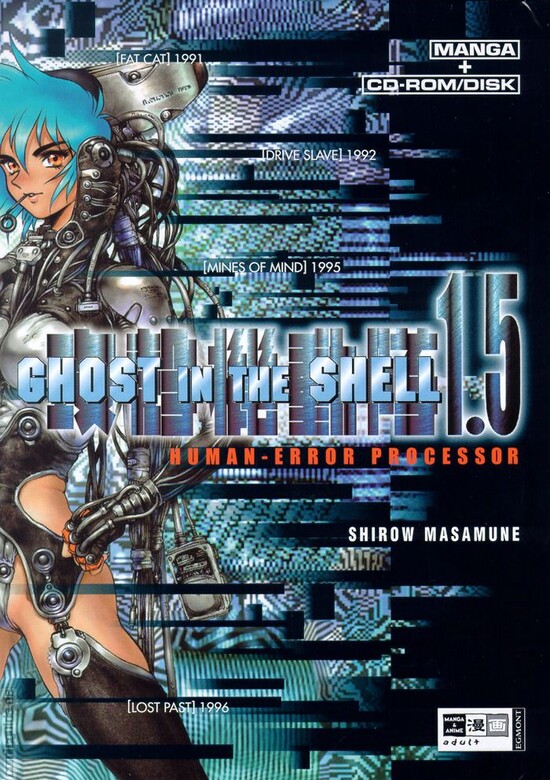 [FAT CAT] 1991
MANGA
+
CD-ROM/DISK
[DRIVE SLAVE] 1992
[MINES OF MIND] 1995
1.5
GHOST IN THE SHELL
HUMAN-ERROR PROCESSOR
SHIROW MASAMUNE
[LOST PAST] 1996
MANGA
& ANIME
漫画
adult
EGMONT